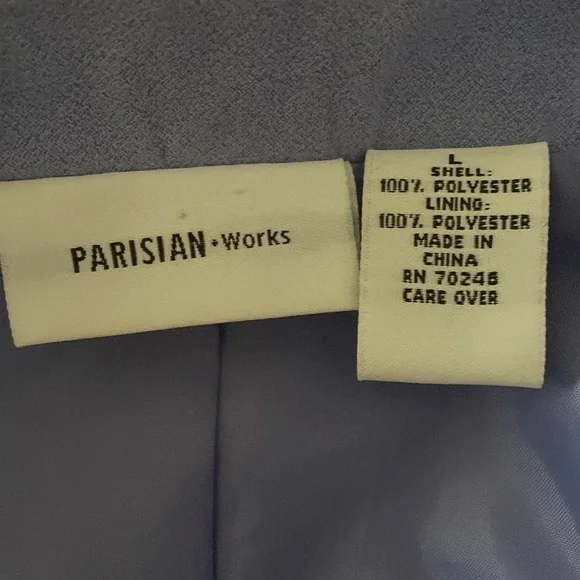 PARISIAN • Works
L
SHELL:
100% POLYESTER
LINING:
100% POLYESTER
MADE IN
CHINA
RN 70246
CARE OVER